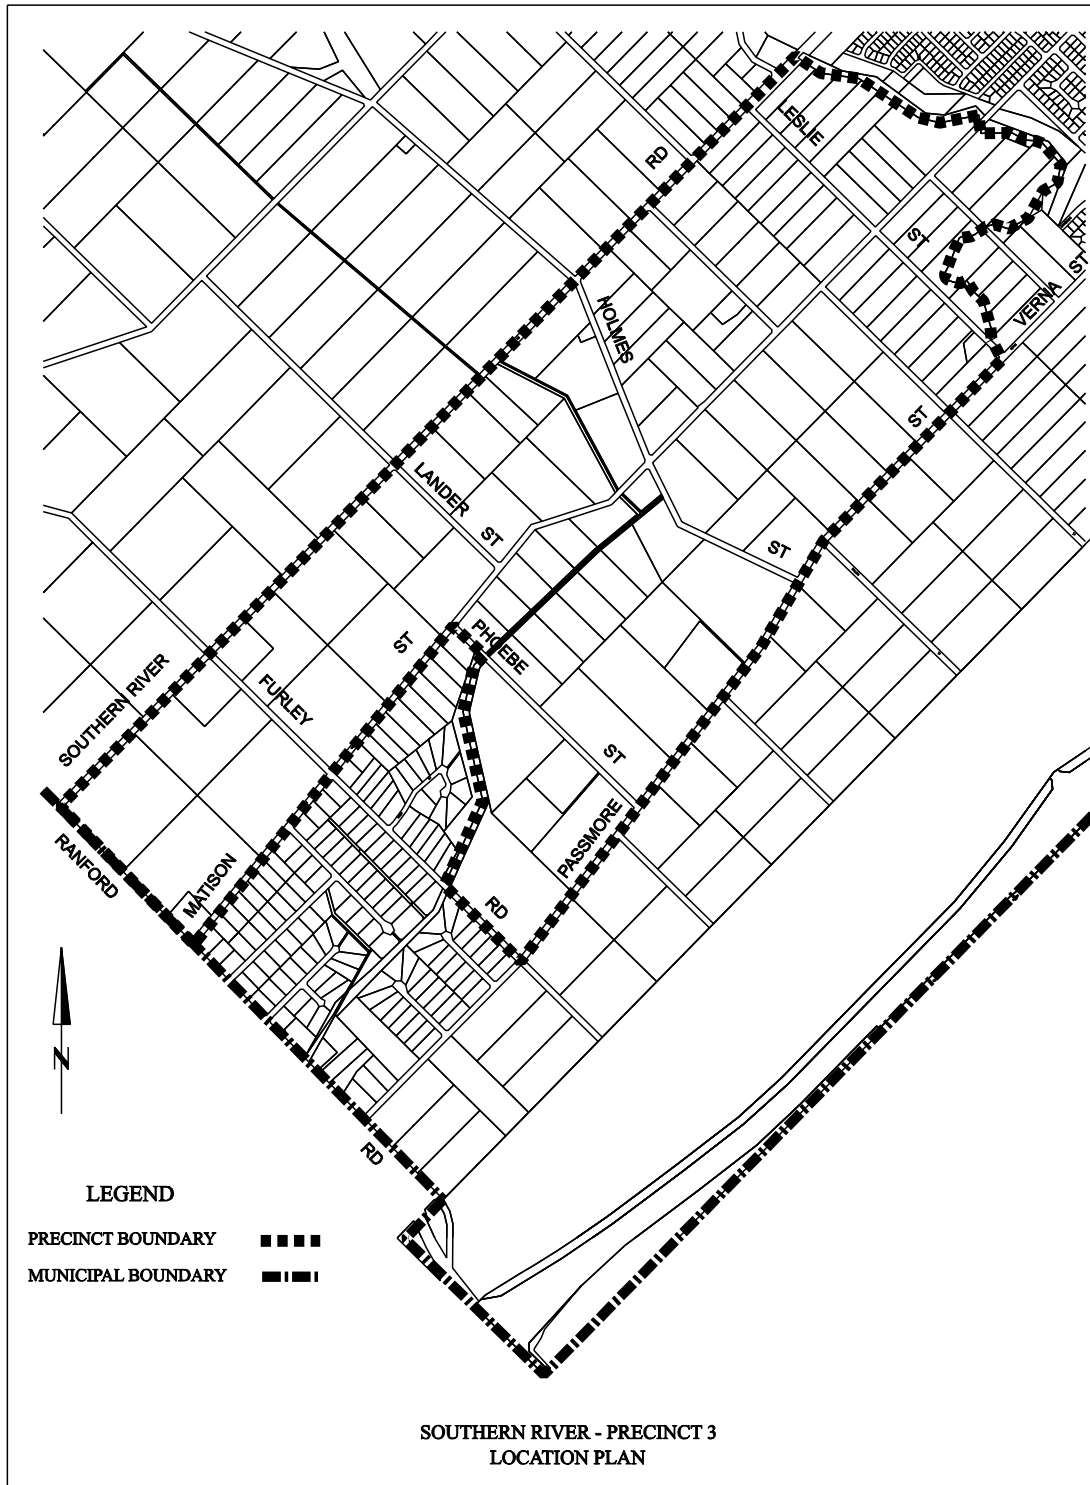 RD
LESLIE
ST
ST
VERNA
HOLMES
ST
LANDER
ST
ST
PHOEBE
ST
SOUTHERN RIVER
FURLEY
ST
RANFORD
MATISON
PASSMORE
RD
N
RD
LEGEND
PRECINCT BOUNDARY
MUNICIPAL BOUNDARY
SOUTHERN RIVER - PRECINCT 3
LOCATION PLAN